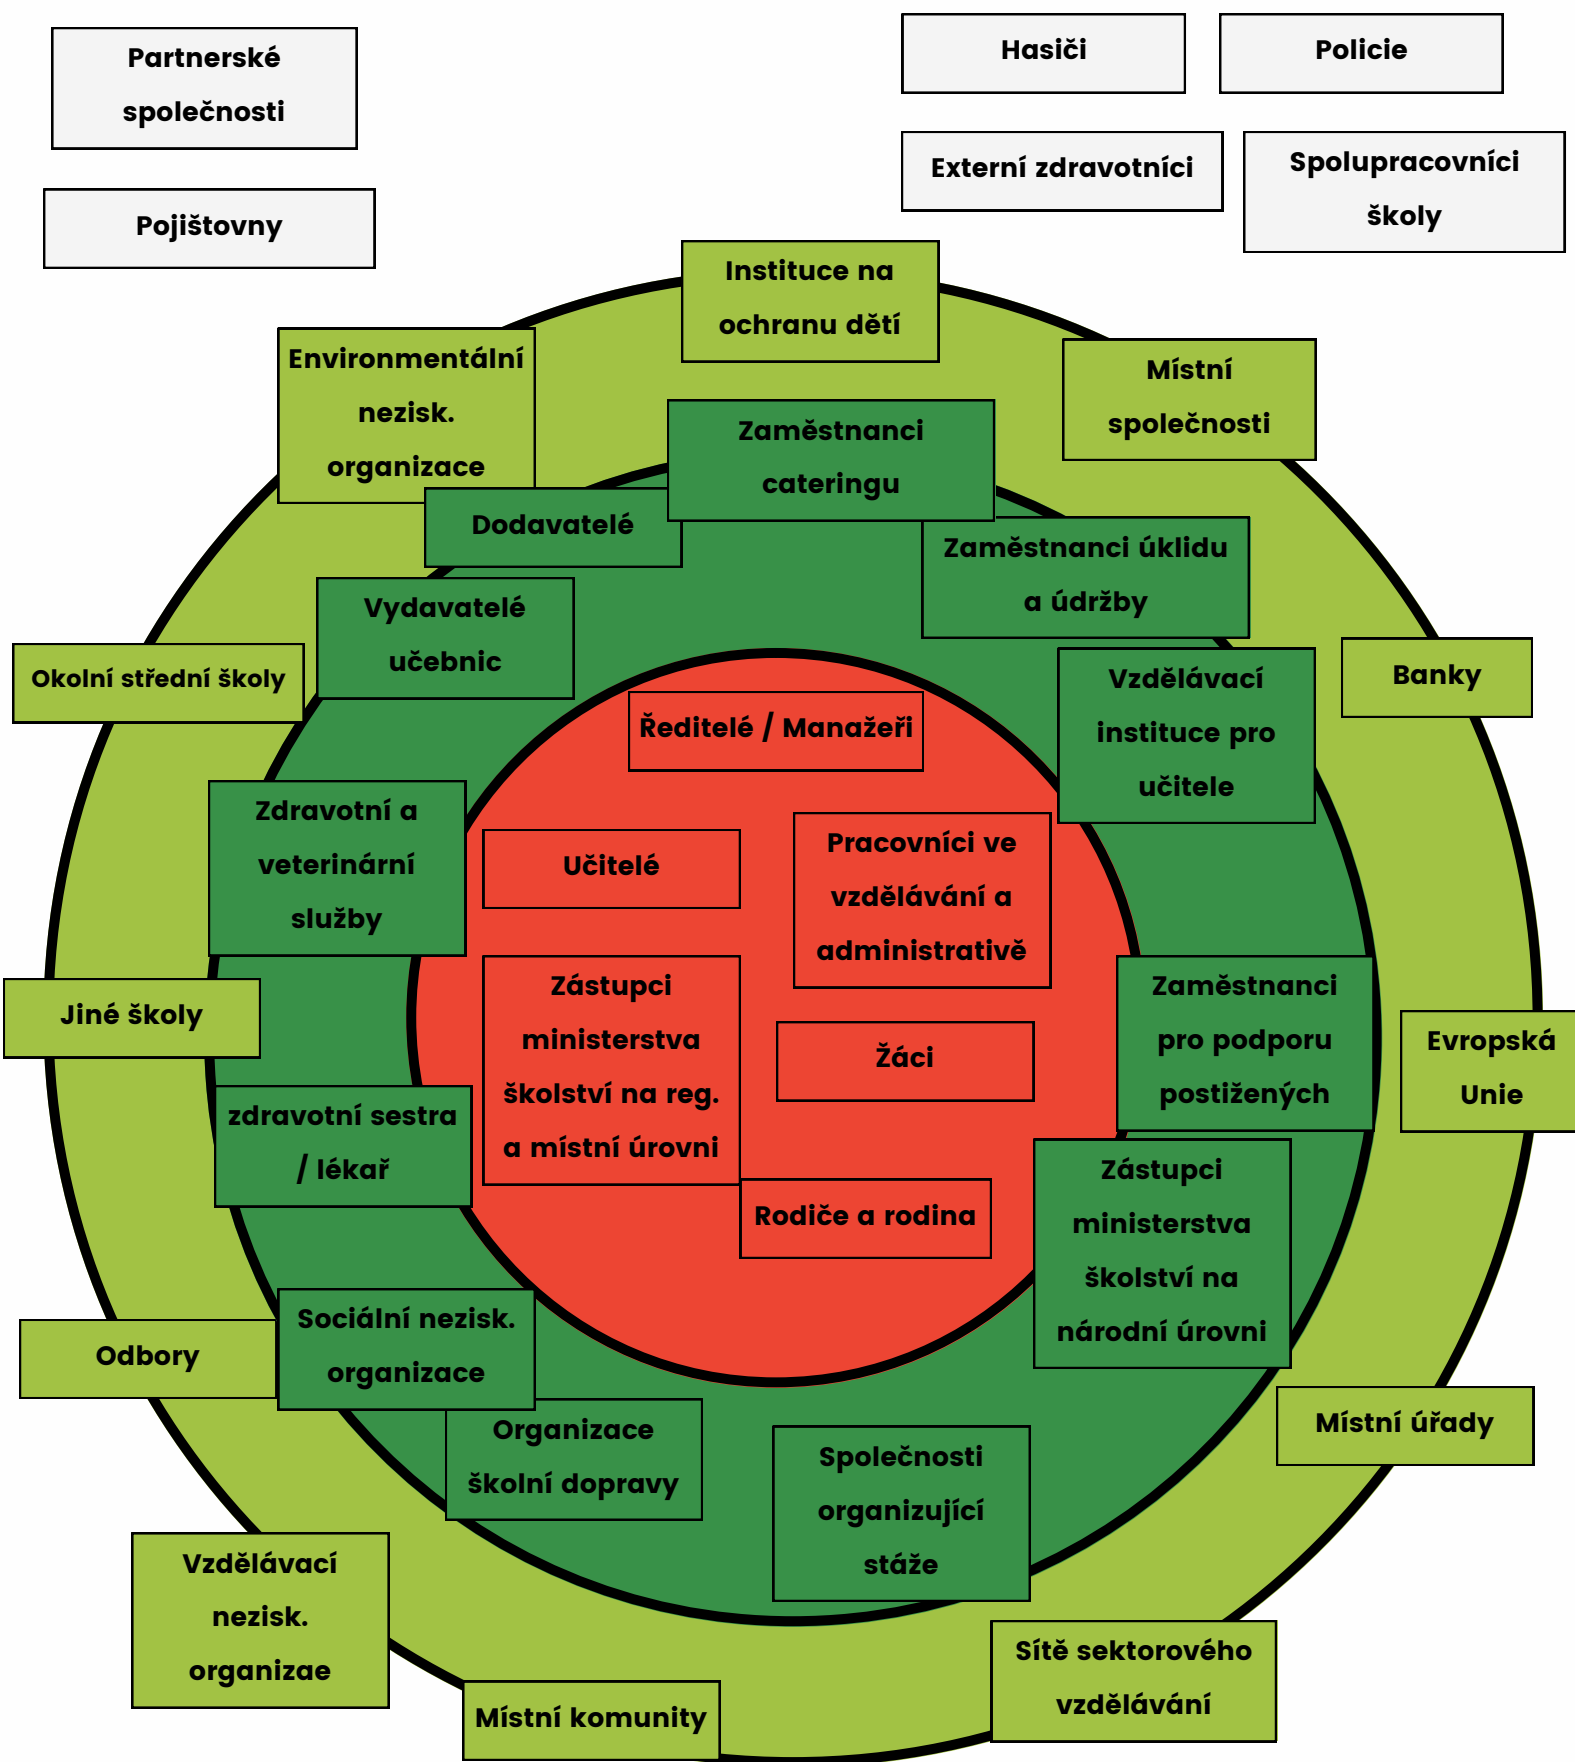 Partnerské
společnosti
Hasiči
Policie
Externí zdravotníci
Spolupracovníci
školy
Pojištovny
Instituce na
ochranu dětí
Environmentální
nezisk.
organizace
Místní
společnosti
Zaměstnanci
cateringu
Dodavatelé
Zaměstnanci úklidu
a údržby
Vydavatelé
učebnic
Okolní střední školy
Banky
Vzdělávací
instituce pro
učitele
Ředitelé / Manažeři
Zdravotní a
veterinární
služby
Učitelé
Pracovníci ve
vzdělávání a
administrativě
Zástupci
ministerstva
školství na reg.
a místní úrovni
Jiné školy
Žáci
Zaměstnanci
pro podporu
postižených
Evropská
Unie
zdravotní sestra
/ lékař
Rodiče a rodina
Zástupci
ministerstva
školství na
národní úrovni
Sociální nezisk.
organizace
Odbory
Organizace
školní dopravy
Společnosti
organizující
stáže
Místní úřady
Vzdělávací
nezisk.
organizae
Místní komunity
Sítě sektorového
vzdělávání